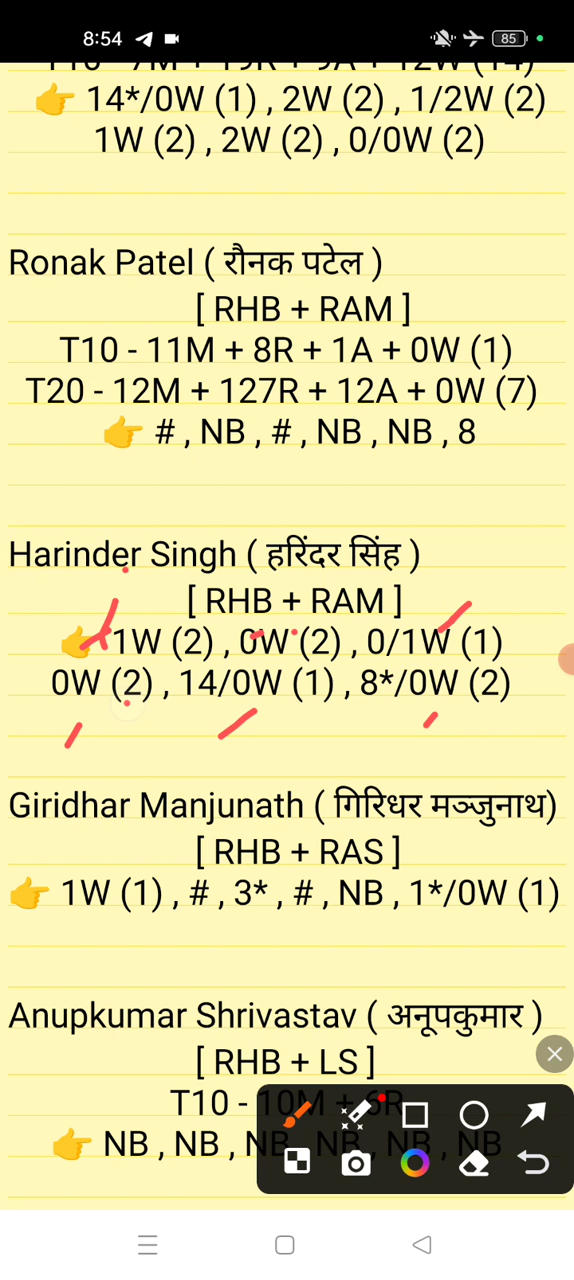 8:54
85
👉 14*/0W (1) , 2W (2) , 1/2W (2)
1W (2) , 2W (2) , 0/0W (2)
Ronak Patel ( रौनक पटेल )
[ RHB + RAM ]
T10 - 11M + 8R + 1A + 0W (1)
T20 - 12M + 127R + 12A + 0W (7)
👉 # , NB , # , NB , NB , 8
Harinder Singh ( हरिंदर सिंह )
[ RHB + RAM ]
👉 1W (2) , 0W (2) , 0/1W (1)
0W (2) , 14/0W (1) , 8*/0W (2)
Giridhar Manjunath ( गिरिधर मञ्जुनाथ)
[ RHB + RAS ]
👉 1W (1) , # , 3* , # , NB , 1*/0W (1)
Anupkumar Shrivastav ( अनूपकुमार )
[ RHB + LS ]
T10 - 10M + 6R
👉 NB , NB , NB , NB , NB , NB